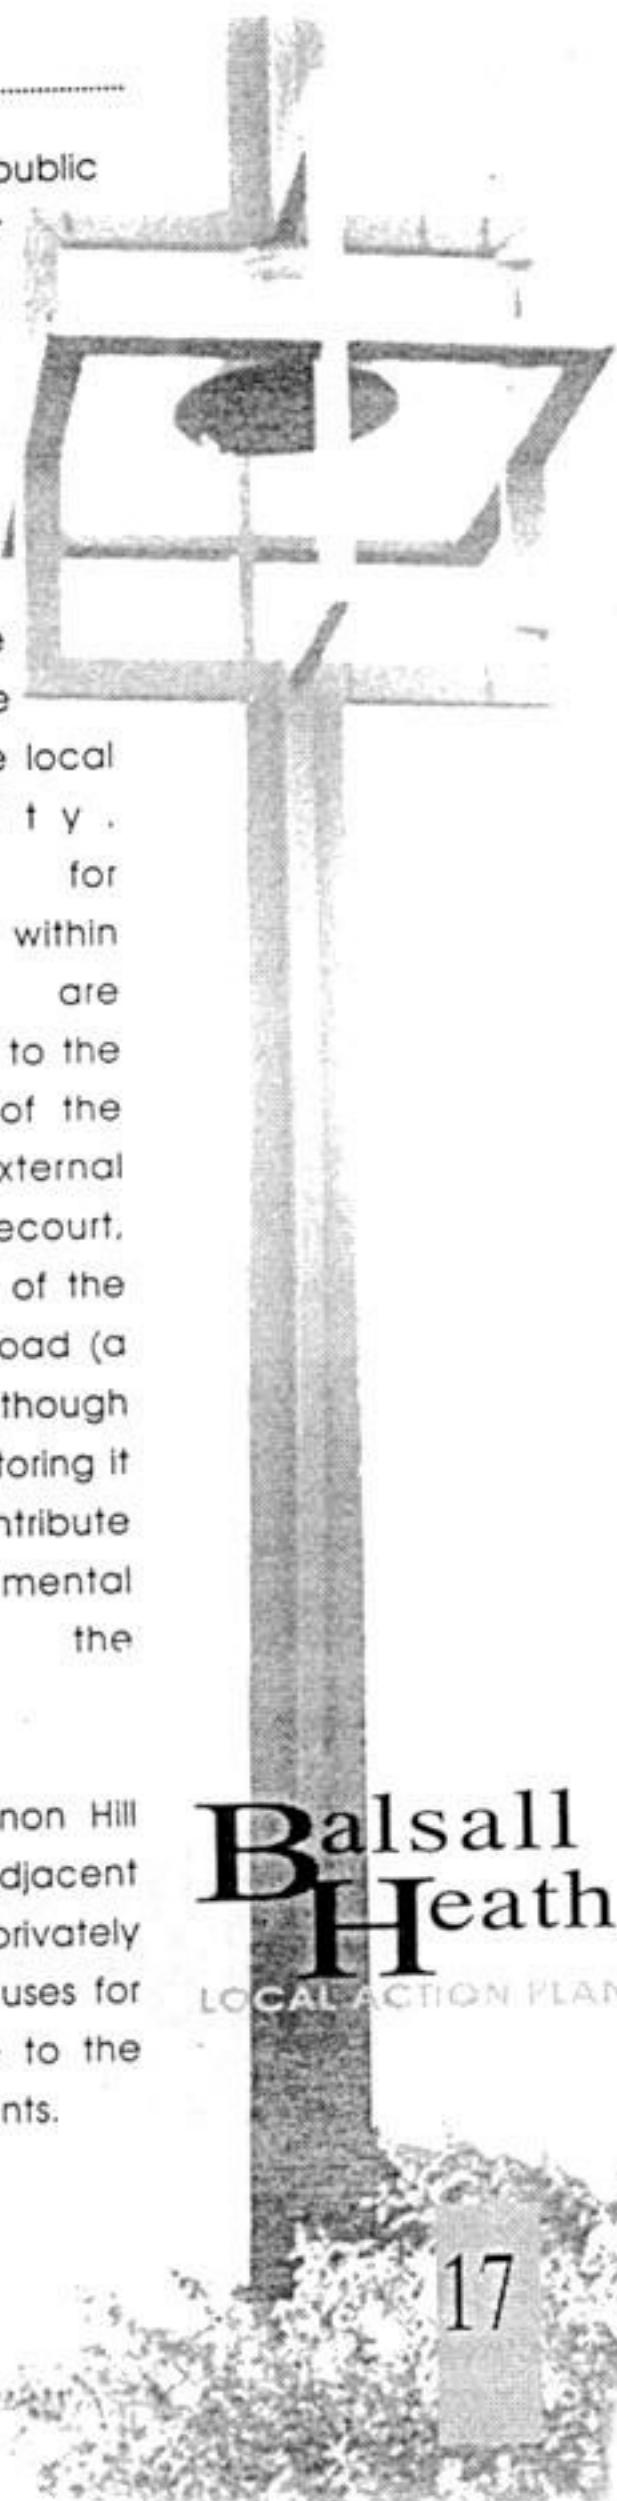 public
e
e
e local
t y .
for
within
are
to the
of the
xternal
ecourt,
of the
oad (a
though
toring it
ntribute
mental
the
non Hill
djacent
privately
uses for
to the
nts.
Balsall
Heath
LOCAL ACTION PLAN
17